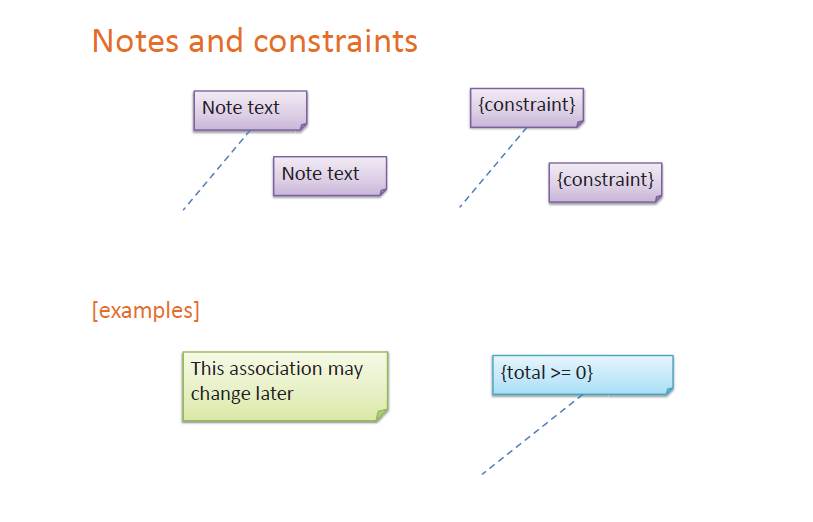 Notes and constraints
Note text
{constraint}
Note text
{constraint}
[examples]
This association may
change later
{total >= 0}